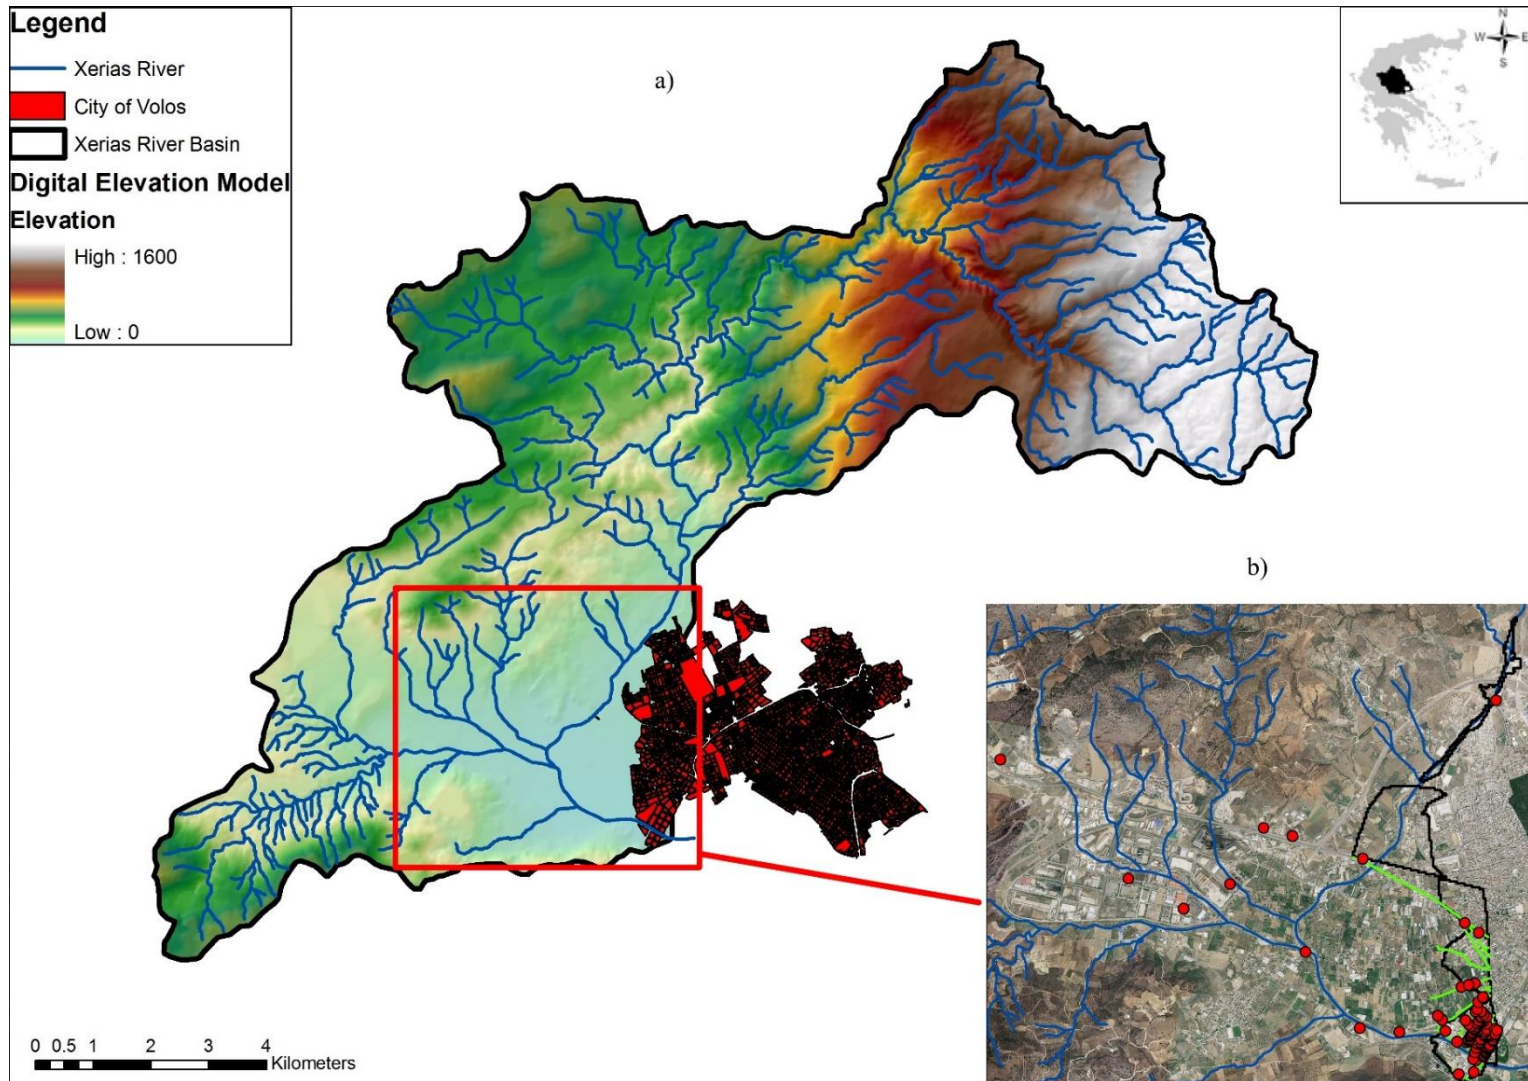 Legend
Xerias River
City of Volos
Xerias River Basin
Digital Elevation Model
Elevation
High : 1600
Low : 0
a)
N
W E
S
b)
0 0.5 1 2 3 4
Kilometers